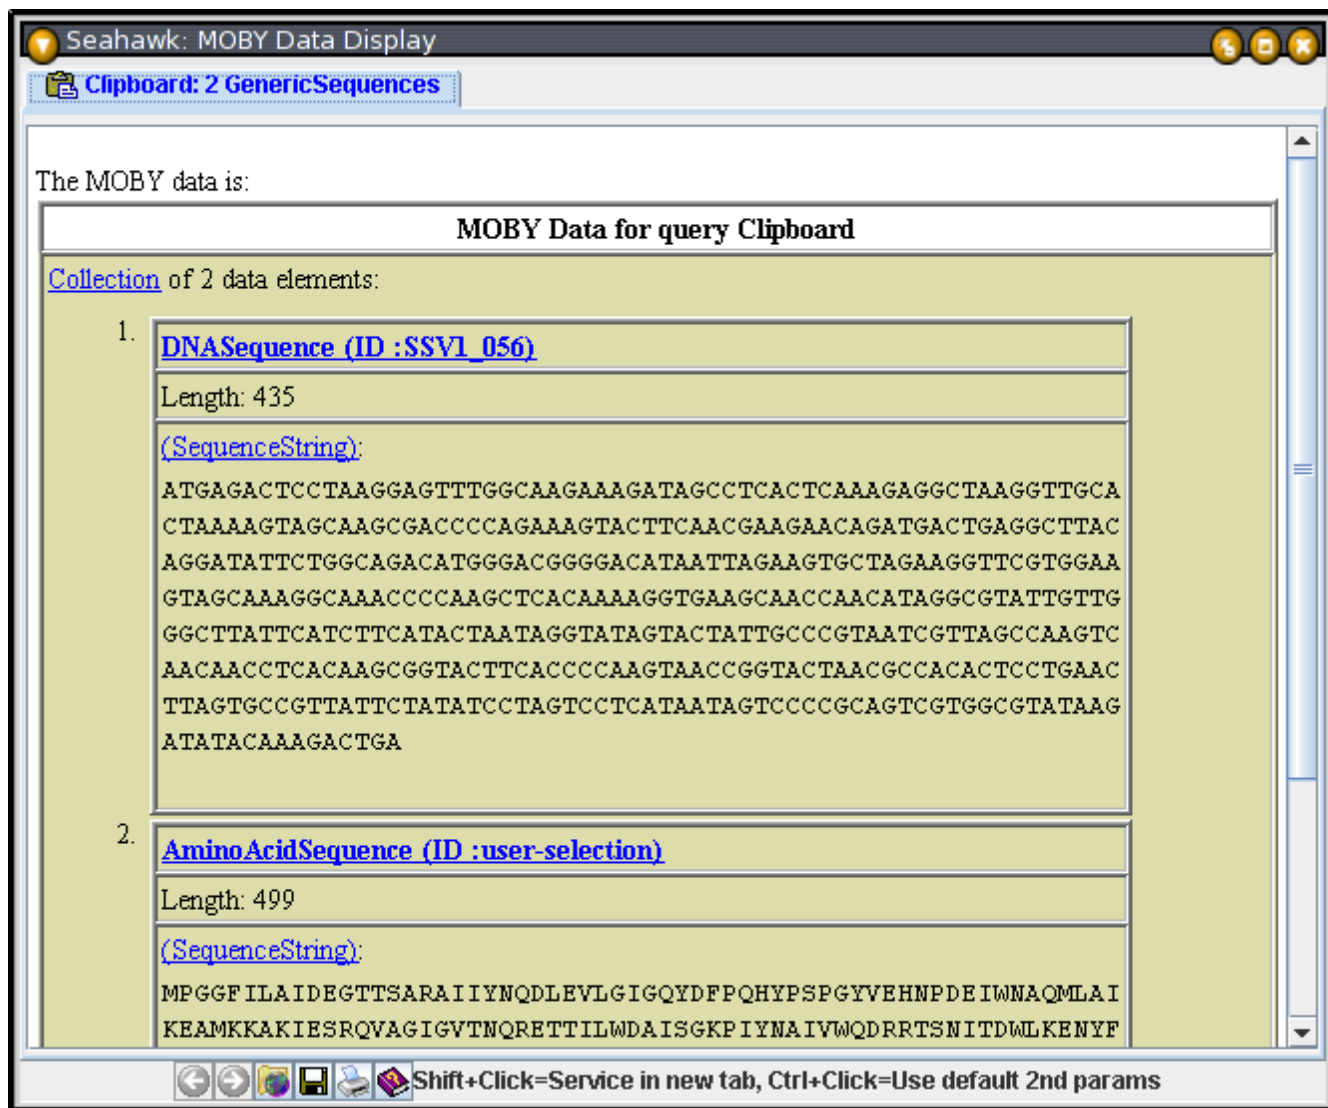 Seahawk: MOBY Data Display
Clipboard: 2 GenericSequences
The MOBY data is:
MOBY Data for query Clipboard
Collection of 2 data elements:
1.
DNASequence (ID :SSV1_056)
Length: 435
(SequenceString):
ATGAGACTCCTAAGGAGTTTGGCAAGAAAGATAGCCTCACTCAAAGAGGCTAAGGTTGCA
CTAAAAGTAGCAAGCGACCCCAGAAAGTACTTCAACGAAGAACAGATGACTGAGGCTTAC
AGGATATTCTGGCAGACATGGGACGGGGACATAATTAGAAGTGCTAGAAGGTTCGTGGAA
GTAGCAAAGGCAAACCCCAAGCTCACAAAAGGTGAAGCAACCAACATAGGCGTATTGTTG
GGCTTATTCATCTTCATACTAATAGGTATAGTACTATTGCCCGTAATCGTTAGCCAAGTC
AACAACCTCACAAGCGGTACTTCACCCCAAGTAACCGGTACTAACGCCACACTCCTGAAC
TTAGTGCCGTTATTCTATATCCTAGTCCTCATAATAGTCCCCGCAGTCGTGGCGTATAAG
ATATACAAAGACTGA
2.
AminoAcidSequence (ID :user-selection)
Length: 499
(SequenceString):
MPGGFILAIDEGTTSARAIIYNQDLEVLGIGQYDFPQHYPSPGYVEHNPDEIWNAQMLAI
KEAMKKAKIESRQVAGIGVTNQRETTILWDAISGKPIYNAIVWQDRRTSNITDWLKENYF
Shift+Click=Service in new tab, Ctrl+Click=Use default 2nd params